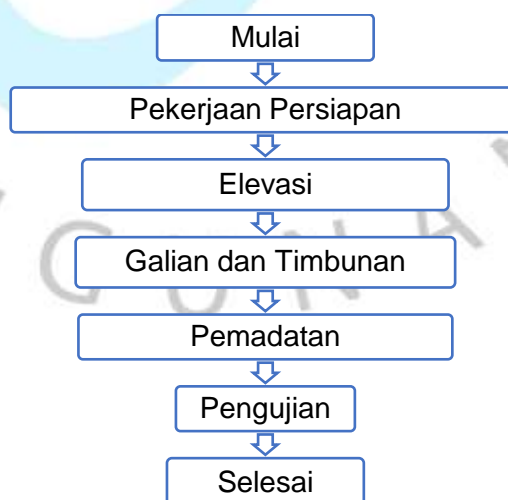 Mulai
Pekerjaan Persiapan
Elevasi
Galian dan Timbunan
Pemadatan
Pengujian
Selesai